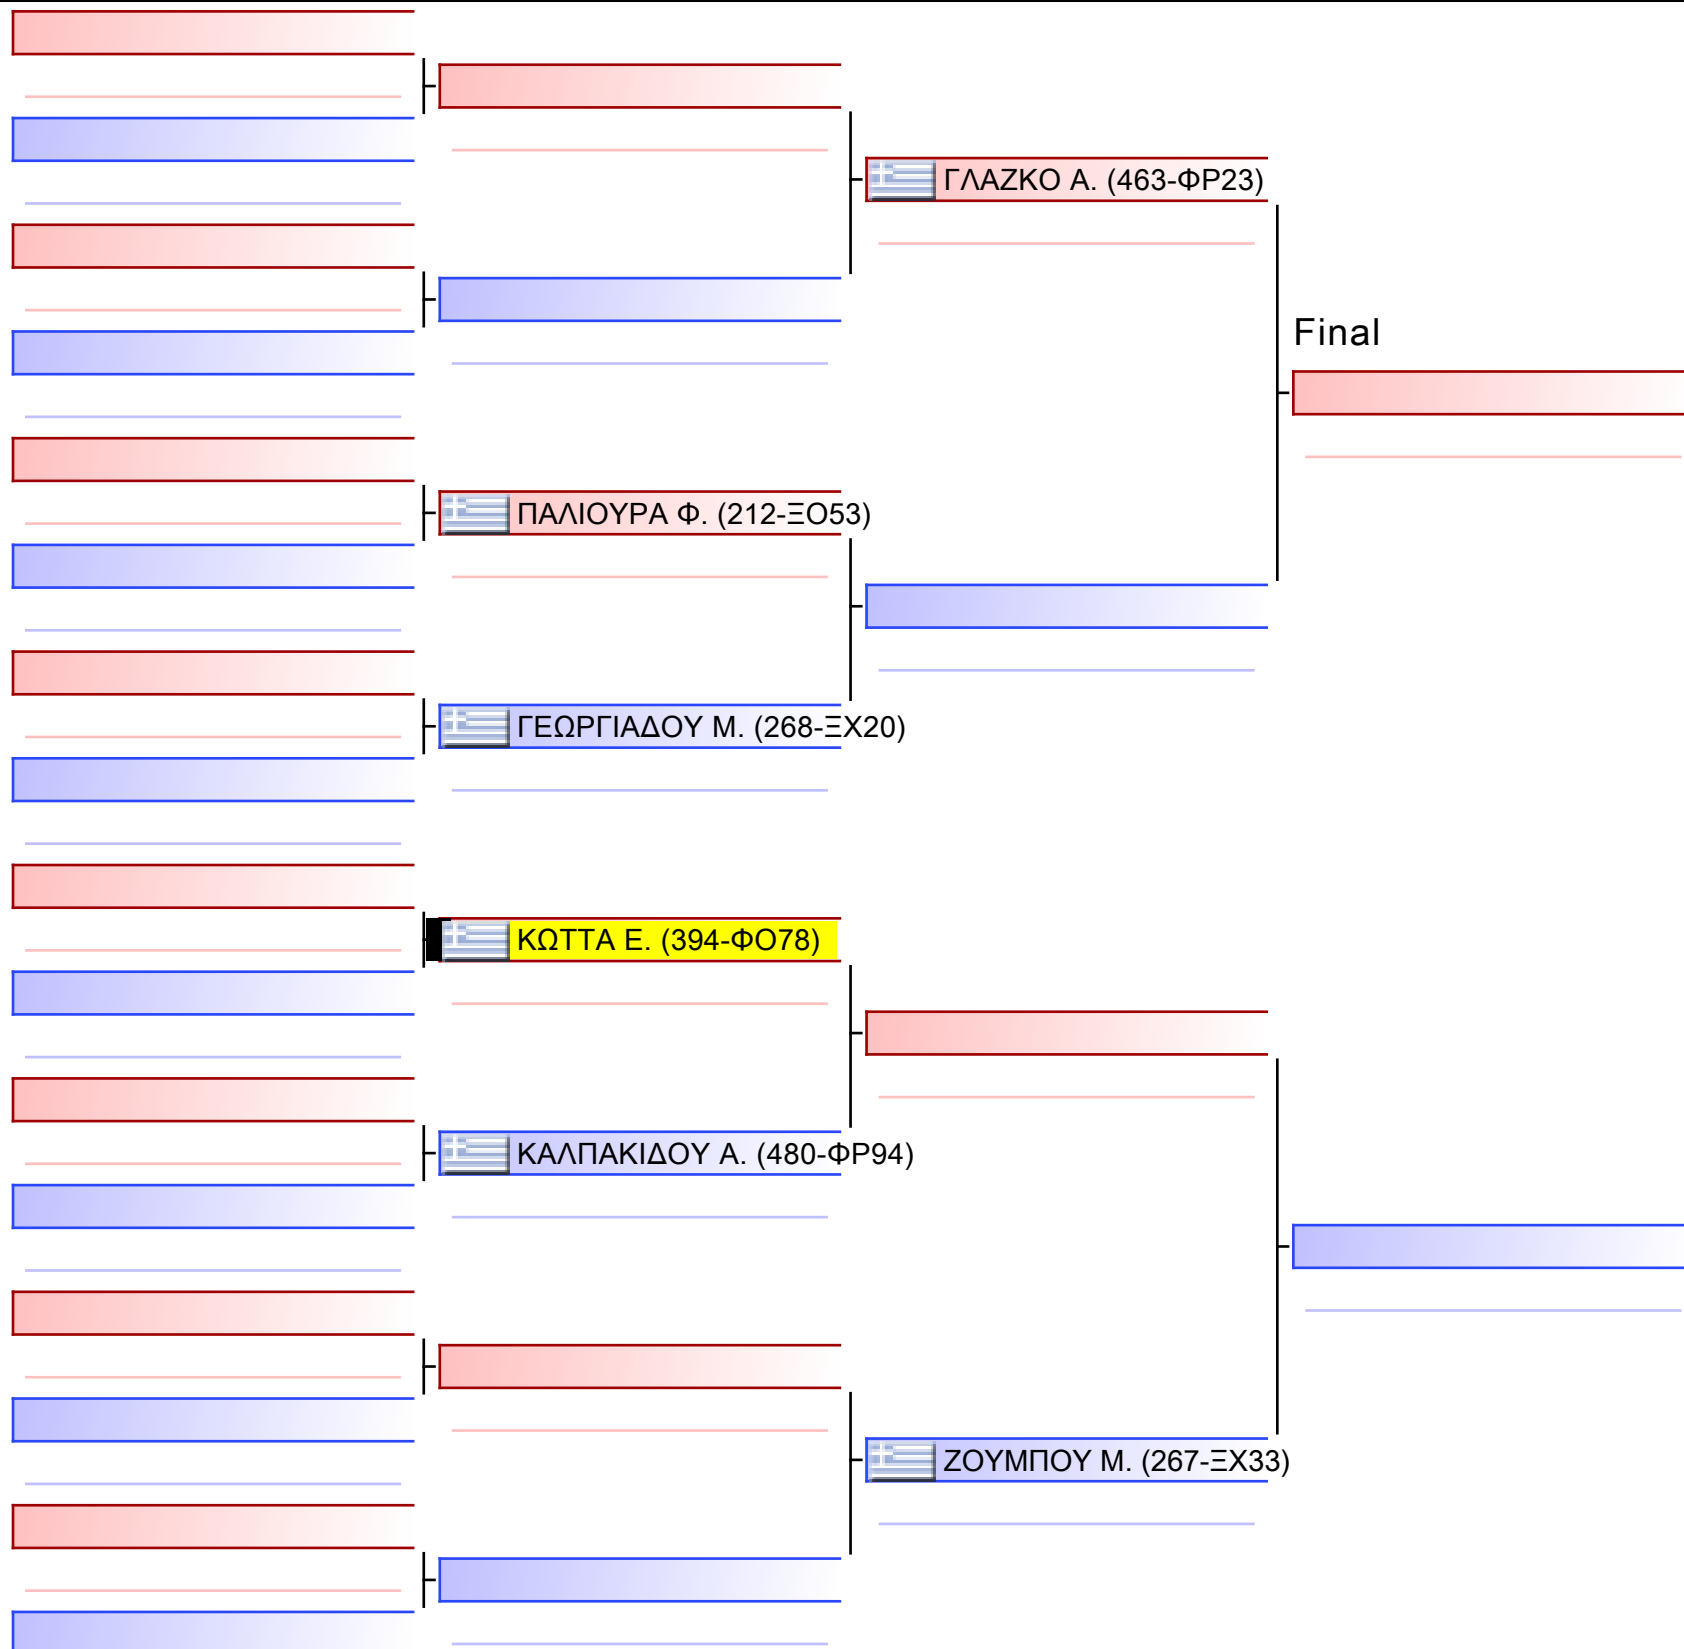 ΓΛΑΖΚΟ Α. (463-ΦΡ23)
Final
ΠΑΛΙΟΥΡΑ Φ. (212-ΞΟ53)
ΓΕΩΡΓΙΑΔΟΥ Μ. (268-ΞΧ20)
ΚΩΤΤΑ Ε. (394-ΦΟ78)
ΚΑΛΠΑΚΙΔΟΥ Α. (480-ΦΡ94)
ΖΟΥΜΠΟΥ Μ. (267-ΞΧ33)